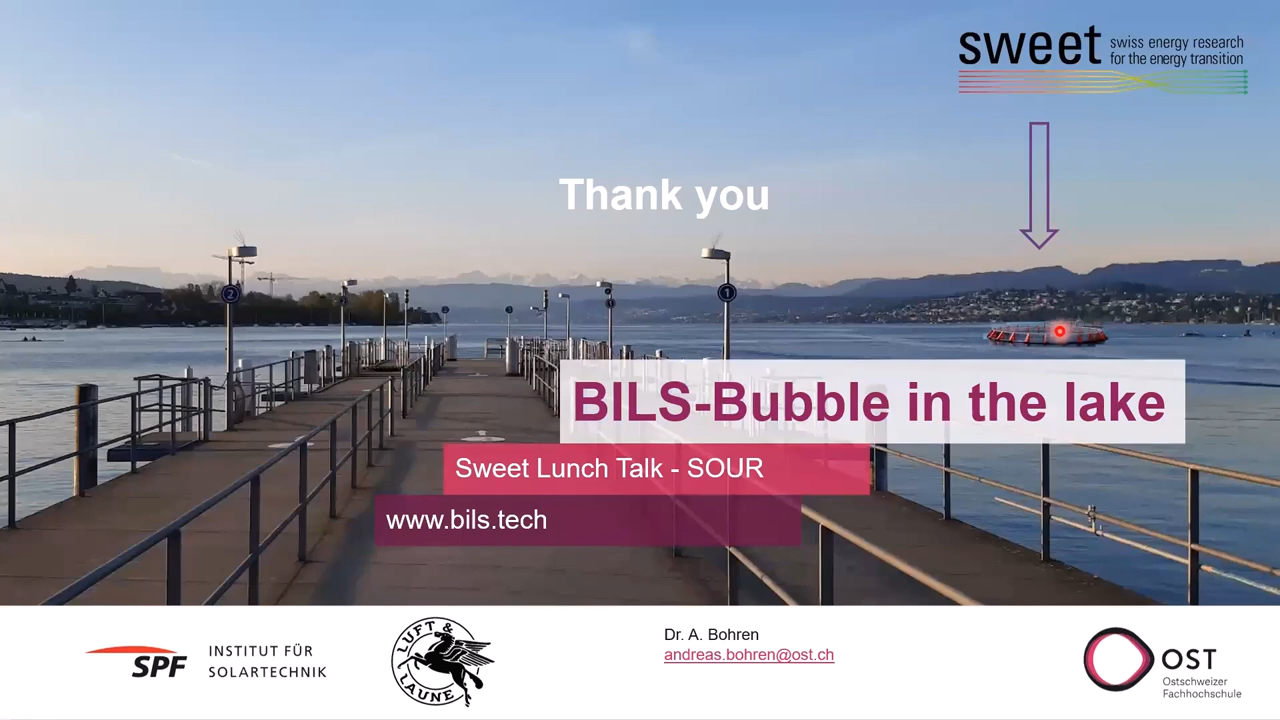 sweet
swiss energy research
for the energy transition
Thank you
2
1
BILS-Bubble in the lake
Sweet Lunch Talk - SOUR
www.bils.tech
SPF
INSTITUT FÜR
SOLARTECHNIK
LUFT &
LAUNE
Dr. A. Bohren
andreas.bohren@ost.ch
OST
Ostschweizer
Fachhochschule